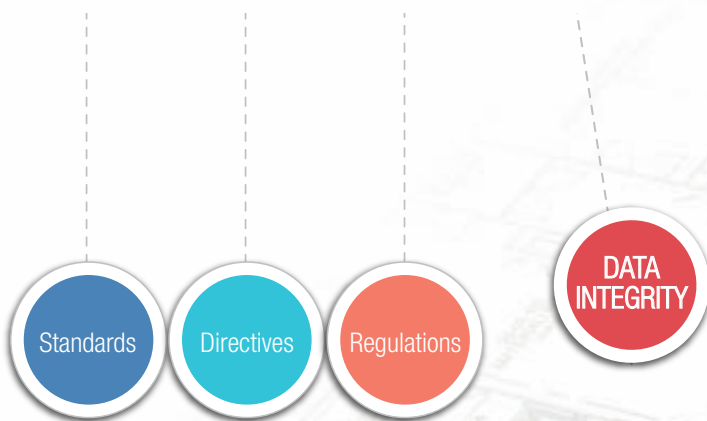 Standards
Directives
Regulations
DATA
INTEGRITY